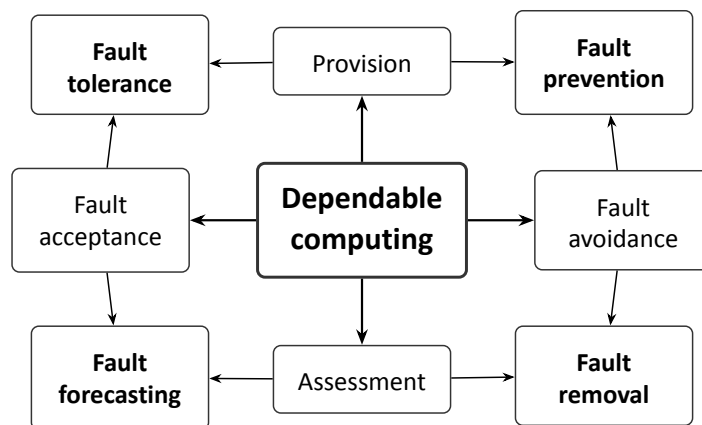 Fault
tolerance
Provision
Fault
prevention
Fault
acceptance
Dependable
computing
Fault
avoidance
Fault
forecasting
Assessment
Fault
removal